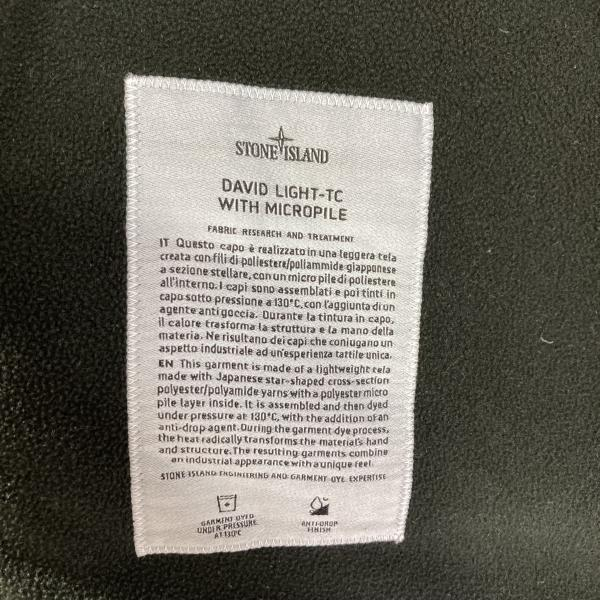 STONE ISLAND
DAVID LIGHT-TC
WITH MICROPILE
FABRIC RESEARCH AND TREATMENT
IT Questo capo è realizzato in una leggera tela
creata con fili di poliestere/poliammide giapponese
a sezione stellare, con un micro pile di poliestere
all'interno. I capi sono assemblati e poi tinti in
capo sotto pressione a 130°C, con l'aggiunta di un
agente anti goccia. Durante la tintura in capo,
il calore trasforma la struttura e la mano della
materia. Ne risultano dei capi che coniugano un
aspetto industriale ad un'esperienza tattile unica.
EN This garment is made of a lightweight tela
made with Japanese star-shaped cross-section
polyester/polyamide yarns with a polyester micro
pile layer inside. It is assembled and then dyed
under pressure at 130°C, with the addition of an
anti-drop agent. During the garment dye process,
the heat radically transforms the material's hand
and structure. The resulting garments combine
an industrial appearance with a unique feel.
STONE ISLAND ENGINEERING AND GARMENT DYE EXPERTISE
GARMENT DYED
UNDER PRESSURE
AT 130°C
ANTI-DROP
FINISH